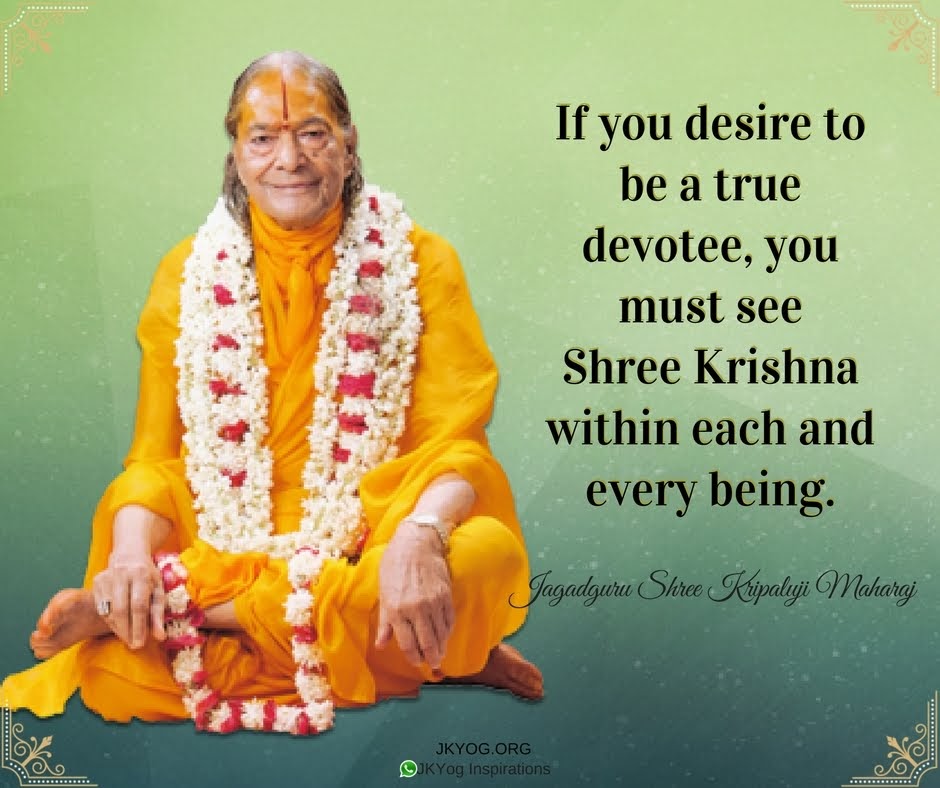 If you desire to
be a true
devotee, you
must see
Shree Krishna
within each and
every being.
Jagadguru Shree Kripaluji Maharaj
JKYOG.ORG
JKYog Inspirations